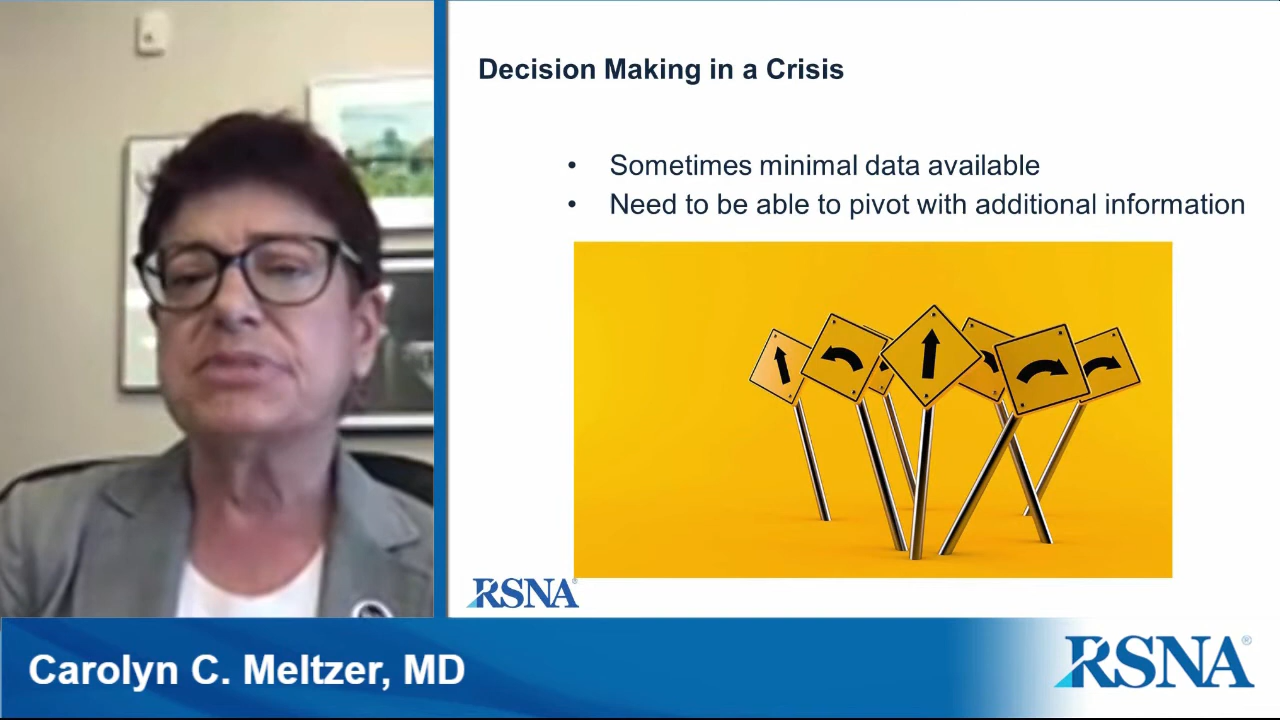 Decision Making in a Crisis
• Sometimes minimal data available
• Need to be able to pivot with additional information
RSNA®
Carolyn C. Meltzer, MD
RSNA®